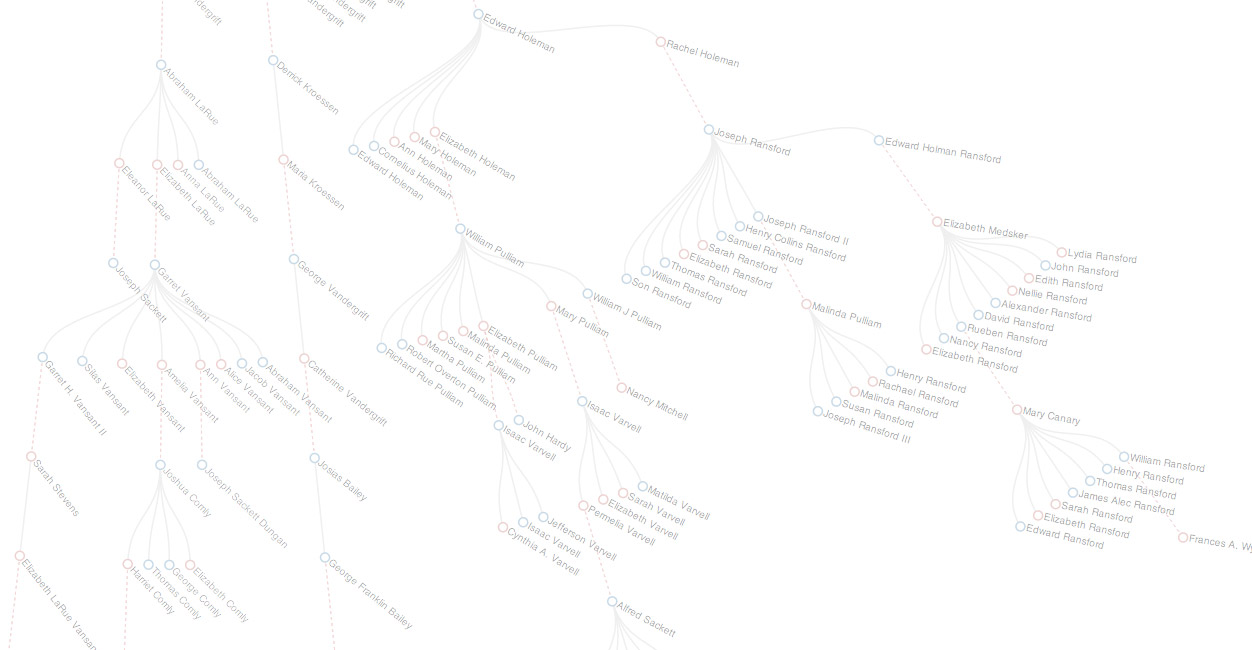 Edward Holeman
Rachel Holeman
Abraham LaRue
Derrick Kroessen
Joseph Ransford
Edward Holman Ransford
Elizabeth Holeman
Mary Holeman
Ann Holeman
Cornelius Holeman
Edward Holeman
Eleanor LaRue
Elizabeth LaRue
Anna LaRue
Abraham LaRue
Maria Kroessen
William Pulliam
Joseph Ransford II
Henry Collins Ransford
Samuel Ransford
Sarah Ransford
Elizabeth Ransford
Thomas Ransford
William Ransford
Son Ransford
Elizabeth Medsker
Lydia Ransford
John Ransford
Edith Ransford
Nellie Ransford
Alexander Ransford
David Ransford
Rueben Ransford
Nancy Ransford
Elizabeth Ransford
Joseph Sackett
Garret Vansant
George Vandergrift
William J Pulliam
Mary Pulliam
Malinda Pulliam
Elizabeth Pulliam
Malinda Pulliam
Susan E. Pulliam
Martha Pulliam
Robert Overton Pulliam
Richard Rue Pulliam
Garret H. Vansant II
Silas Vansant
Elizabeth Vansant
Amelia Vansant
Ann Vansant
Alice Vansant
Jacob Vansant
Abraham Vansant
Catherine Vandergrift
Nancy Mitchell
Henry Ransford
Rachael Ransford
Malinda Ransford
Susan Ransford
Joseph Ransford III
Isaac Varvell
John Hardy
Isaac Varvell
Mary Canary
Sarah Stevens
Joshua Comly
Joseph Sackett Dungan
Josias Bailey
William Ransford
Henry Ransford
Thomas Ransford
James Alec Ransford
Sarah Ransford
Elizabeth Ransford
Edward Ransford
Matilda Varvell
Sarah Varvell
Elizabeth Varvell
Permelia Varvell
Jefferson Varvell
Isaac Varvell
Cynthia A. Varvell
Frances A.
Elizabeth LaRue
Harriet Comly
Thomas Comly
George Comly
Elizabeth Comly
George Franklin Bailey
Alfred Sackett